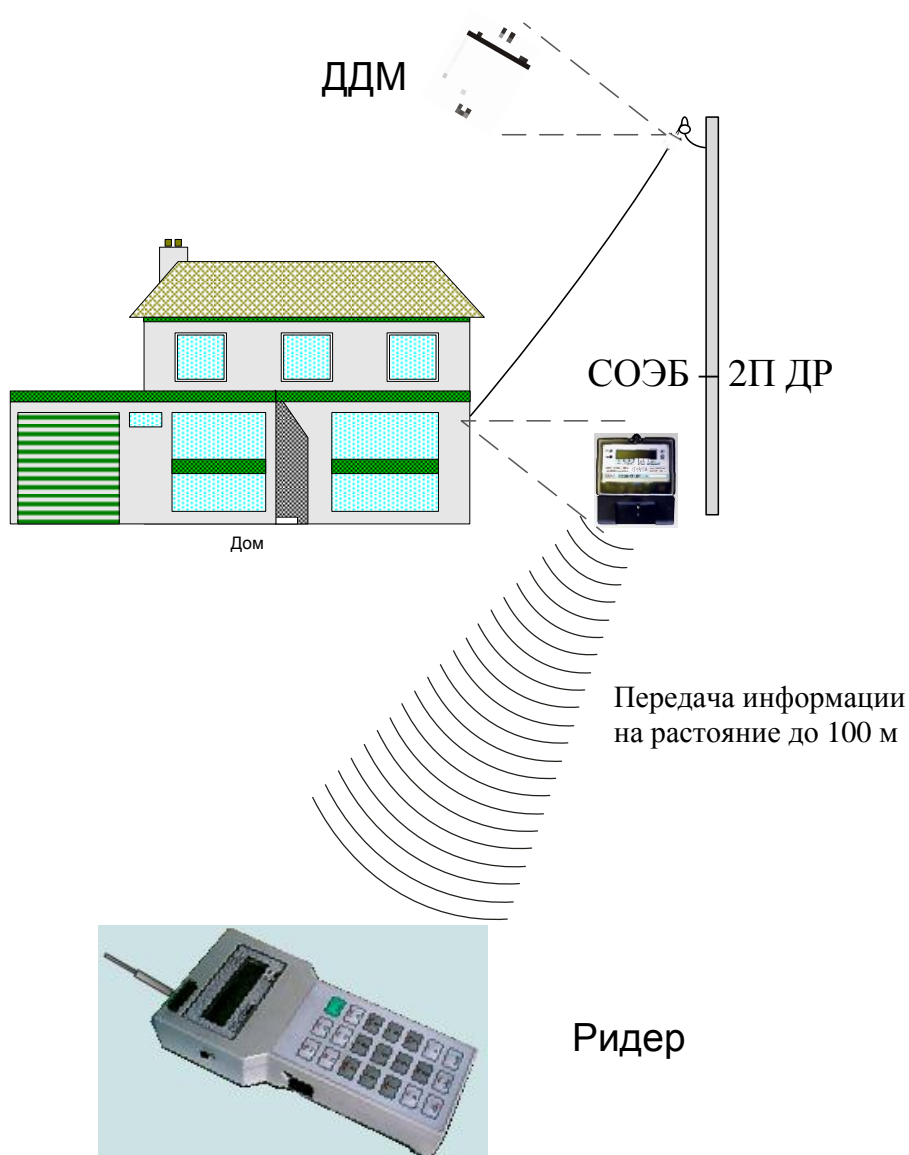 ДДМ
СОЭБ – 2П ДР
Дом
Передача информации
на растояние до 100 м
Ридер